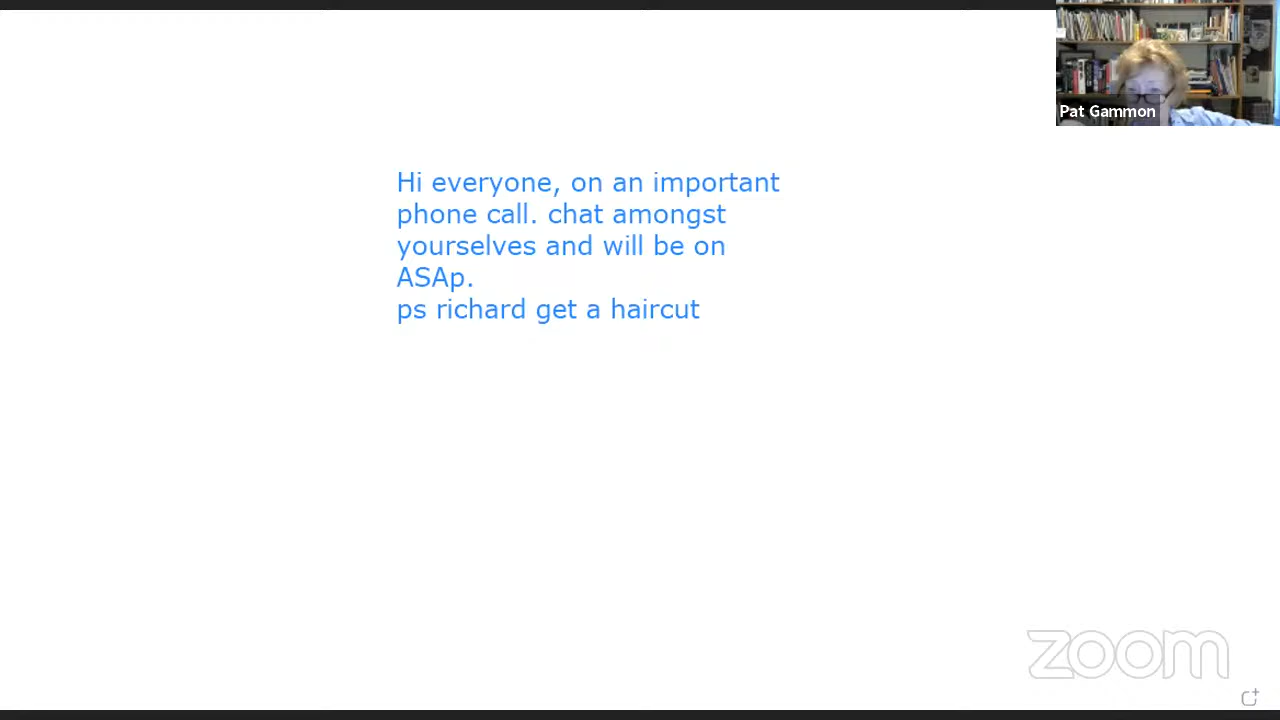 Pat Gammon
Hi everyone, on an important
phone call. chat amongst
yourselves and will be on
ASAp.
ps richard get a haircut
zoom